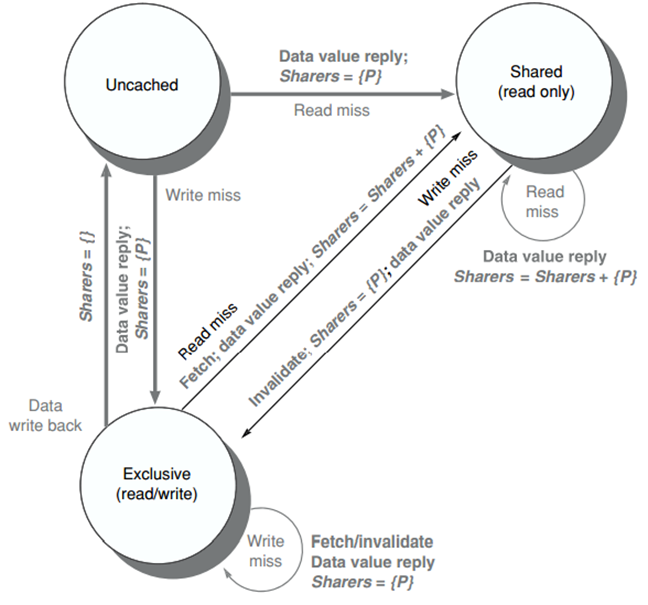 Uncached
Data value reply;
Sharers = {P}
Read miss
Shared
(read only)
Write miss
Sharers = {}
Data value reply;
Sharers = {P}
Read miss
Fetch; data value reply; Sharers = Sharers + {P}
Write miss
Invalidate; Sharers = {P}; data value reply
Read
miss
Data value reply
Sharers = Sharers + {P}
Data
write back
Exclusive
(read/write)
Write
miss
Fetch/invalidate
Data value reply
Sharers = {P}